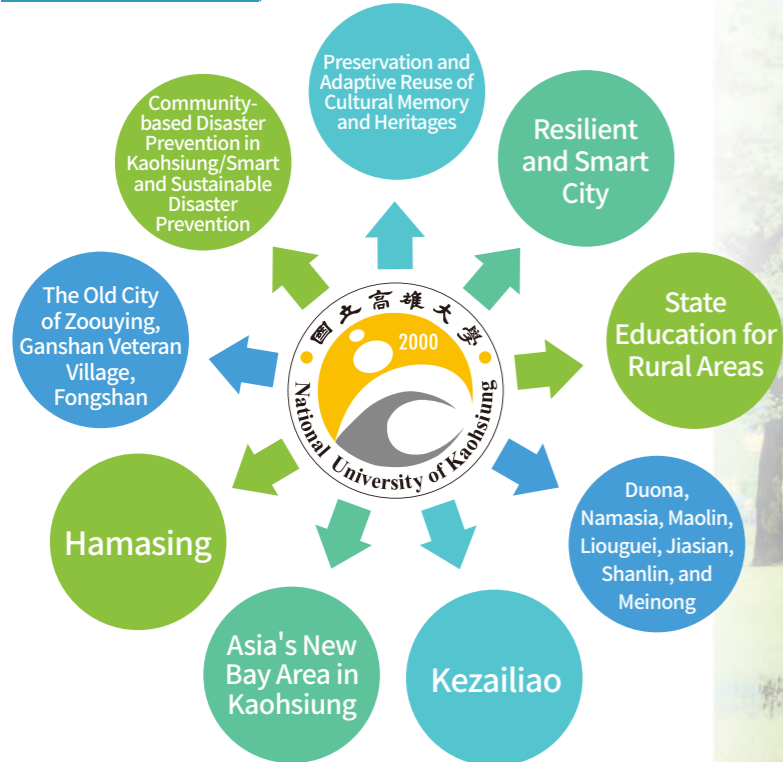 Preservation and
Adaptive Reuse of
Cultural Memory
and Heritages
Resilient
and Smart
City
State
Education for
Rural Areas
Duona,
Namasia, Maolin,
Liouguei, Jiasian,
Shanlin, and
Meinong
Kezailiao
Asia's New
Bay Area in
Kaohsiung
Hamasing
The Old City
of Zoouying,
Ganshan Veteran
Village,
Fongshan
Community-
based Disaster
Prevention in
Kaohsiung/Smart
and Sustainable
Disaster
Prevention
國立高雄大學
2000
National University of Kaohsiung